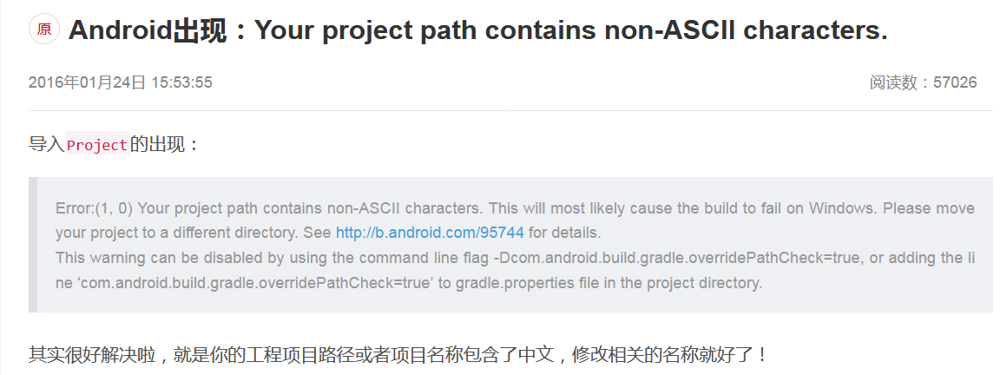 原 Android出现：Your project path contains non-ASCII characters.
2016年01月24日 15:53:55 阅读数：57026
导入Project的出现：
Error:(1, 0) Your project path contains non-ASCII characters. This will most likely cause the build to fail on Windows. Please move
your project to a different directory. See http://b.android.com/95744 for details.
This warning can be disabled by using the command line flag -Dcom.android.build.gradle.overridePathCheck=true, or adding the li
ne ‘com.android.build.gradle.overridePathCheck=true’ to gradle.properties file in the project directory.
其实很好解决啦，就是你的工程项目路径或者项目名称包含了中文，修改相关的名称就好了！